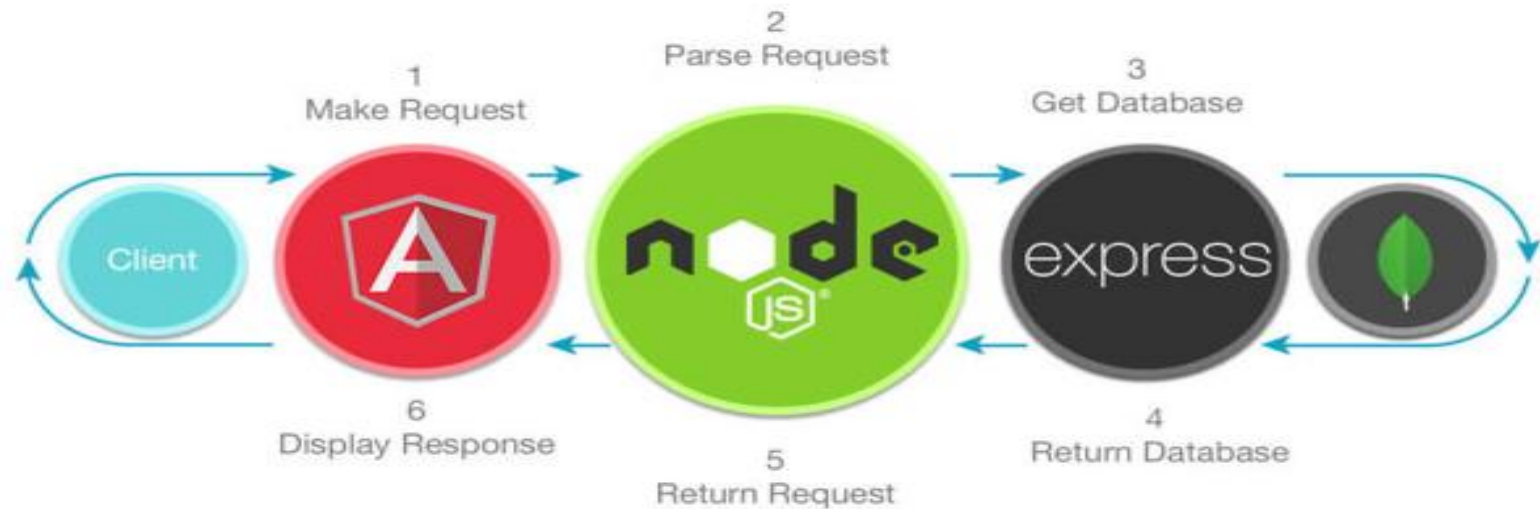 1
Make Request
2
Parse Request
3
Get Database
Client
A
node
JS®
express
6
Display Response
5
Return Request
4
Return Database